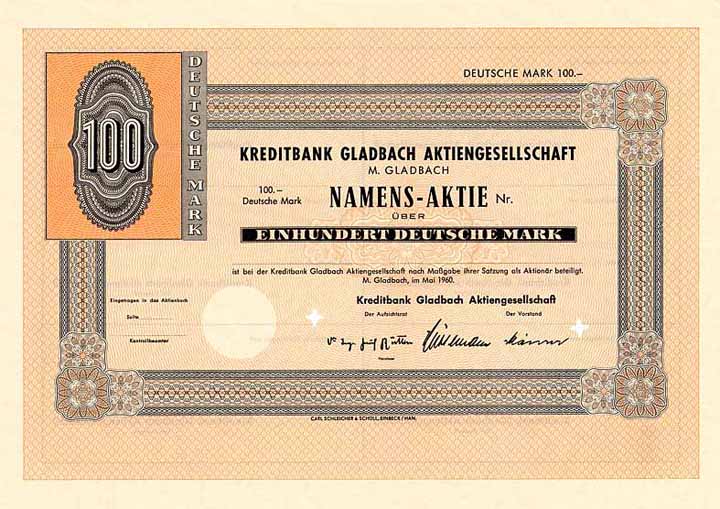 DEUTSCHE MARK 100.–
100
DEUTSCHE MARK
KREDITBANK GLADBACH AKTIENGESELLSCHAFT
M. GLADBACH
100.–
Deutsche Mark
NAMENS-AKTIE Nr.
ÜBER
EINHUNDERT DEUTSCHE MARK
ist bei der Kreditbank Gladbach Aktiengesellschaft nach Maßgabe ihrer Satzung als Aktionär beteiligt.
M. Gladbach, im Mai 1960.
Eingetragen in das Aktienbuch
Seite
Kontrollbeamter
Kreditbank Gladbach Aktiengesellschaft
Der Aufsichtsrat
Der Vorstand
Vorsitzer
CARL SCHLEICHER & SCHÜLL, EINBECK / HAN.